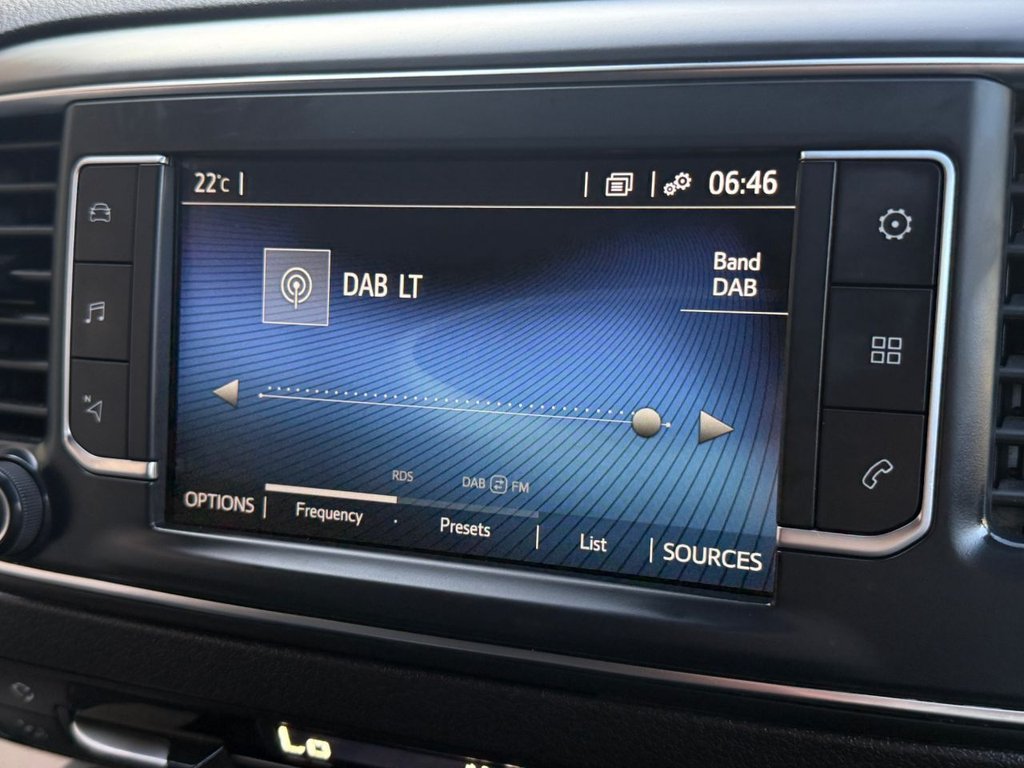 22°C
06:46
DAB LT
Band
DAB
N
RDS
DAB FM
OPTIONS
Frequency
Presets
List
SOURCES
Lo